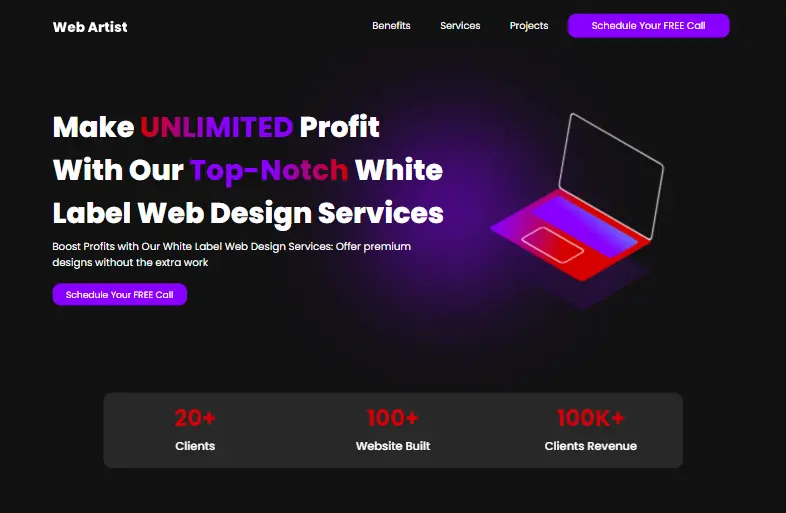 Web Artist
Benefits Services Projects Schedule Your FREE Call
Make UNLIMITED Profit
With Our Top-Notch White
Label Web Design Services
Boost Profits with Our White Label Web Design Services: Offer premium
designs without the extra work
Schedule Your FREE Call
20+ 100+ 100K+
Clients Website Built Clients Revenue